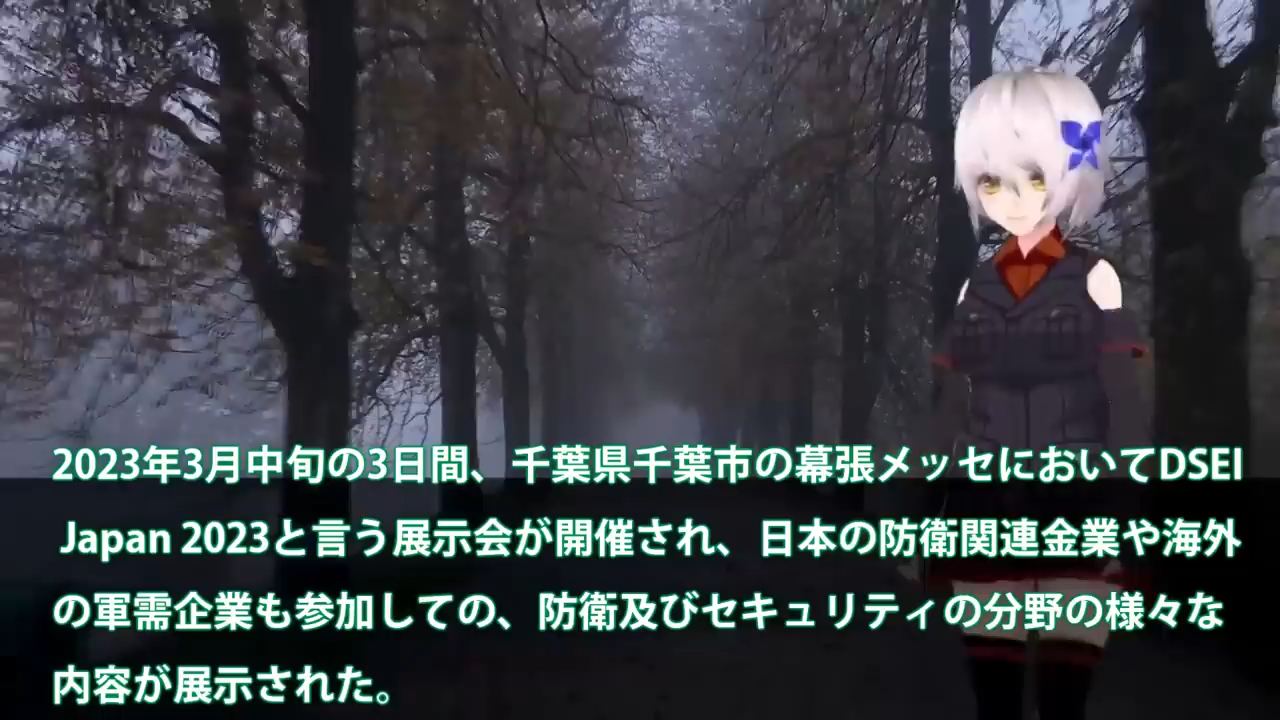 2023年3月中旬の3日間、千葉県千葉市の幕張メッセにおいてDSEI
Japan 2023と言う展示会が開催され、日本の防衛関連金業や海外
の軍需企業も参加しての、防衛及びセキュリティの分野の様々な
内容が展示された。